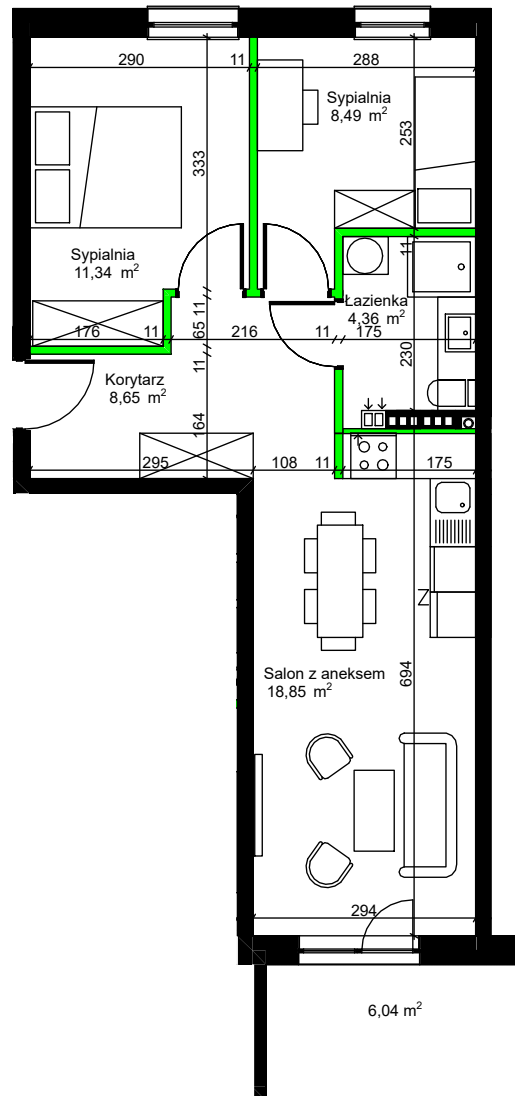 290
11
288
Sypialnia
8,49 m²
253
333
Sypialnia
11,34 m²
11
Łazienka
4,36 m²
176
11
65
11
216
11
175
11
230
Korytarz
8,65 m²
164
295
108
11
175
Z
Salon z aneksem
18,85 m²
694
294
6,04 m²